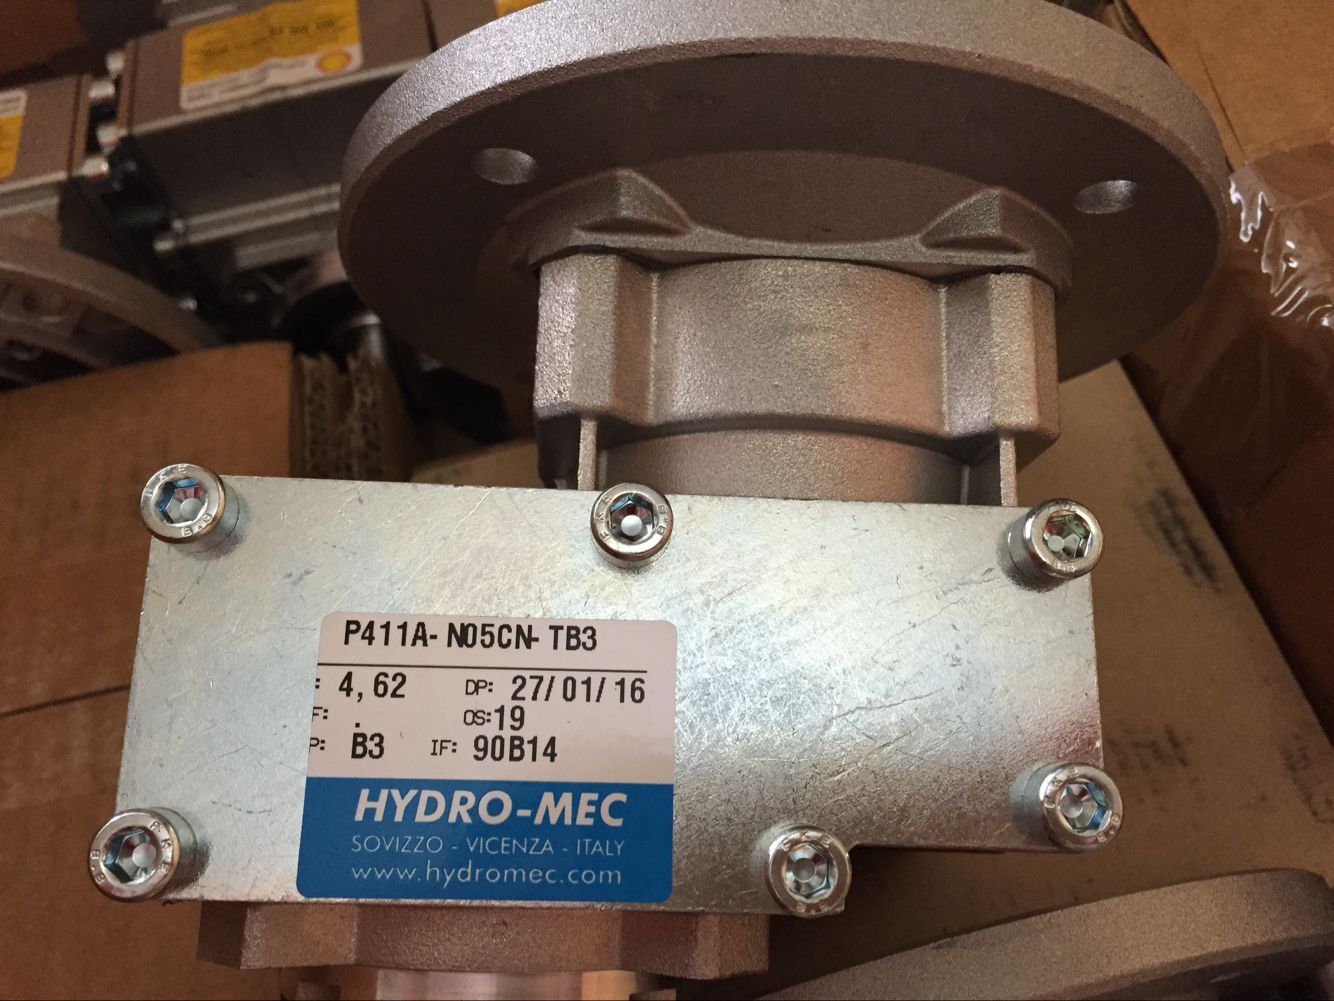 P411A-N05CN-TB3
: 4,62 DP: 27/01/16
F: . OS:19
P: B3 IF: 90B14
HYDRO-MEC
SOVIZZO - VICENZA - ITALY
www.hydromec.com